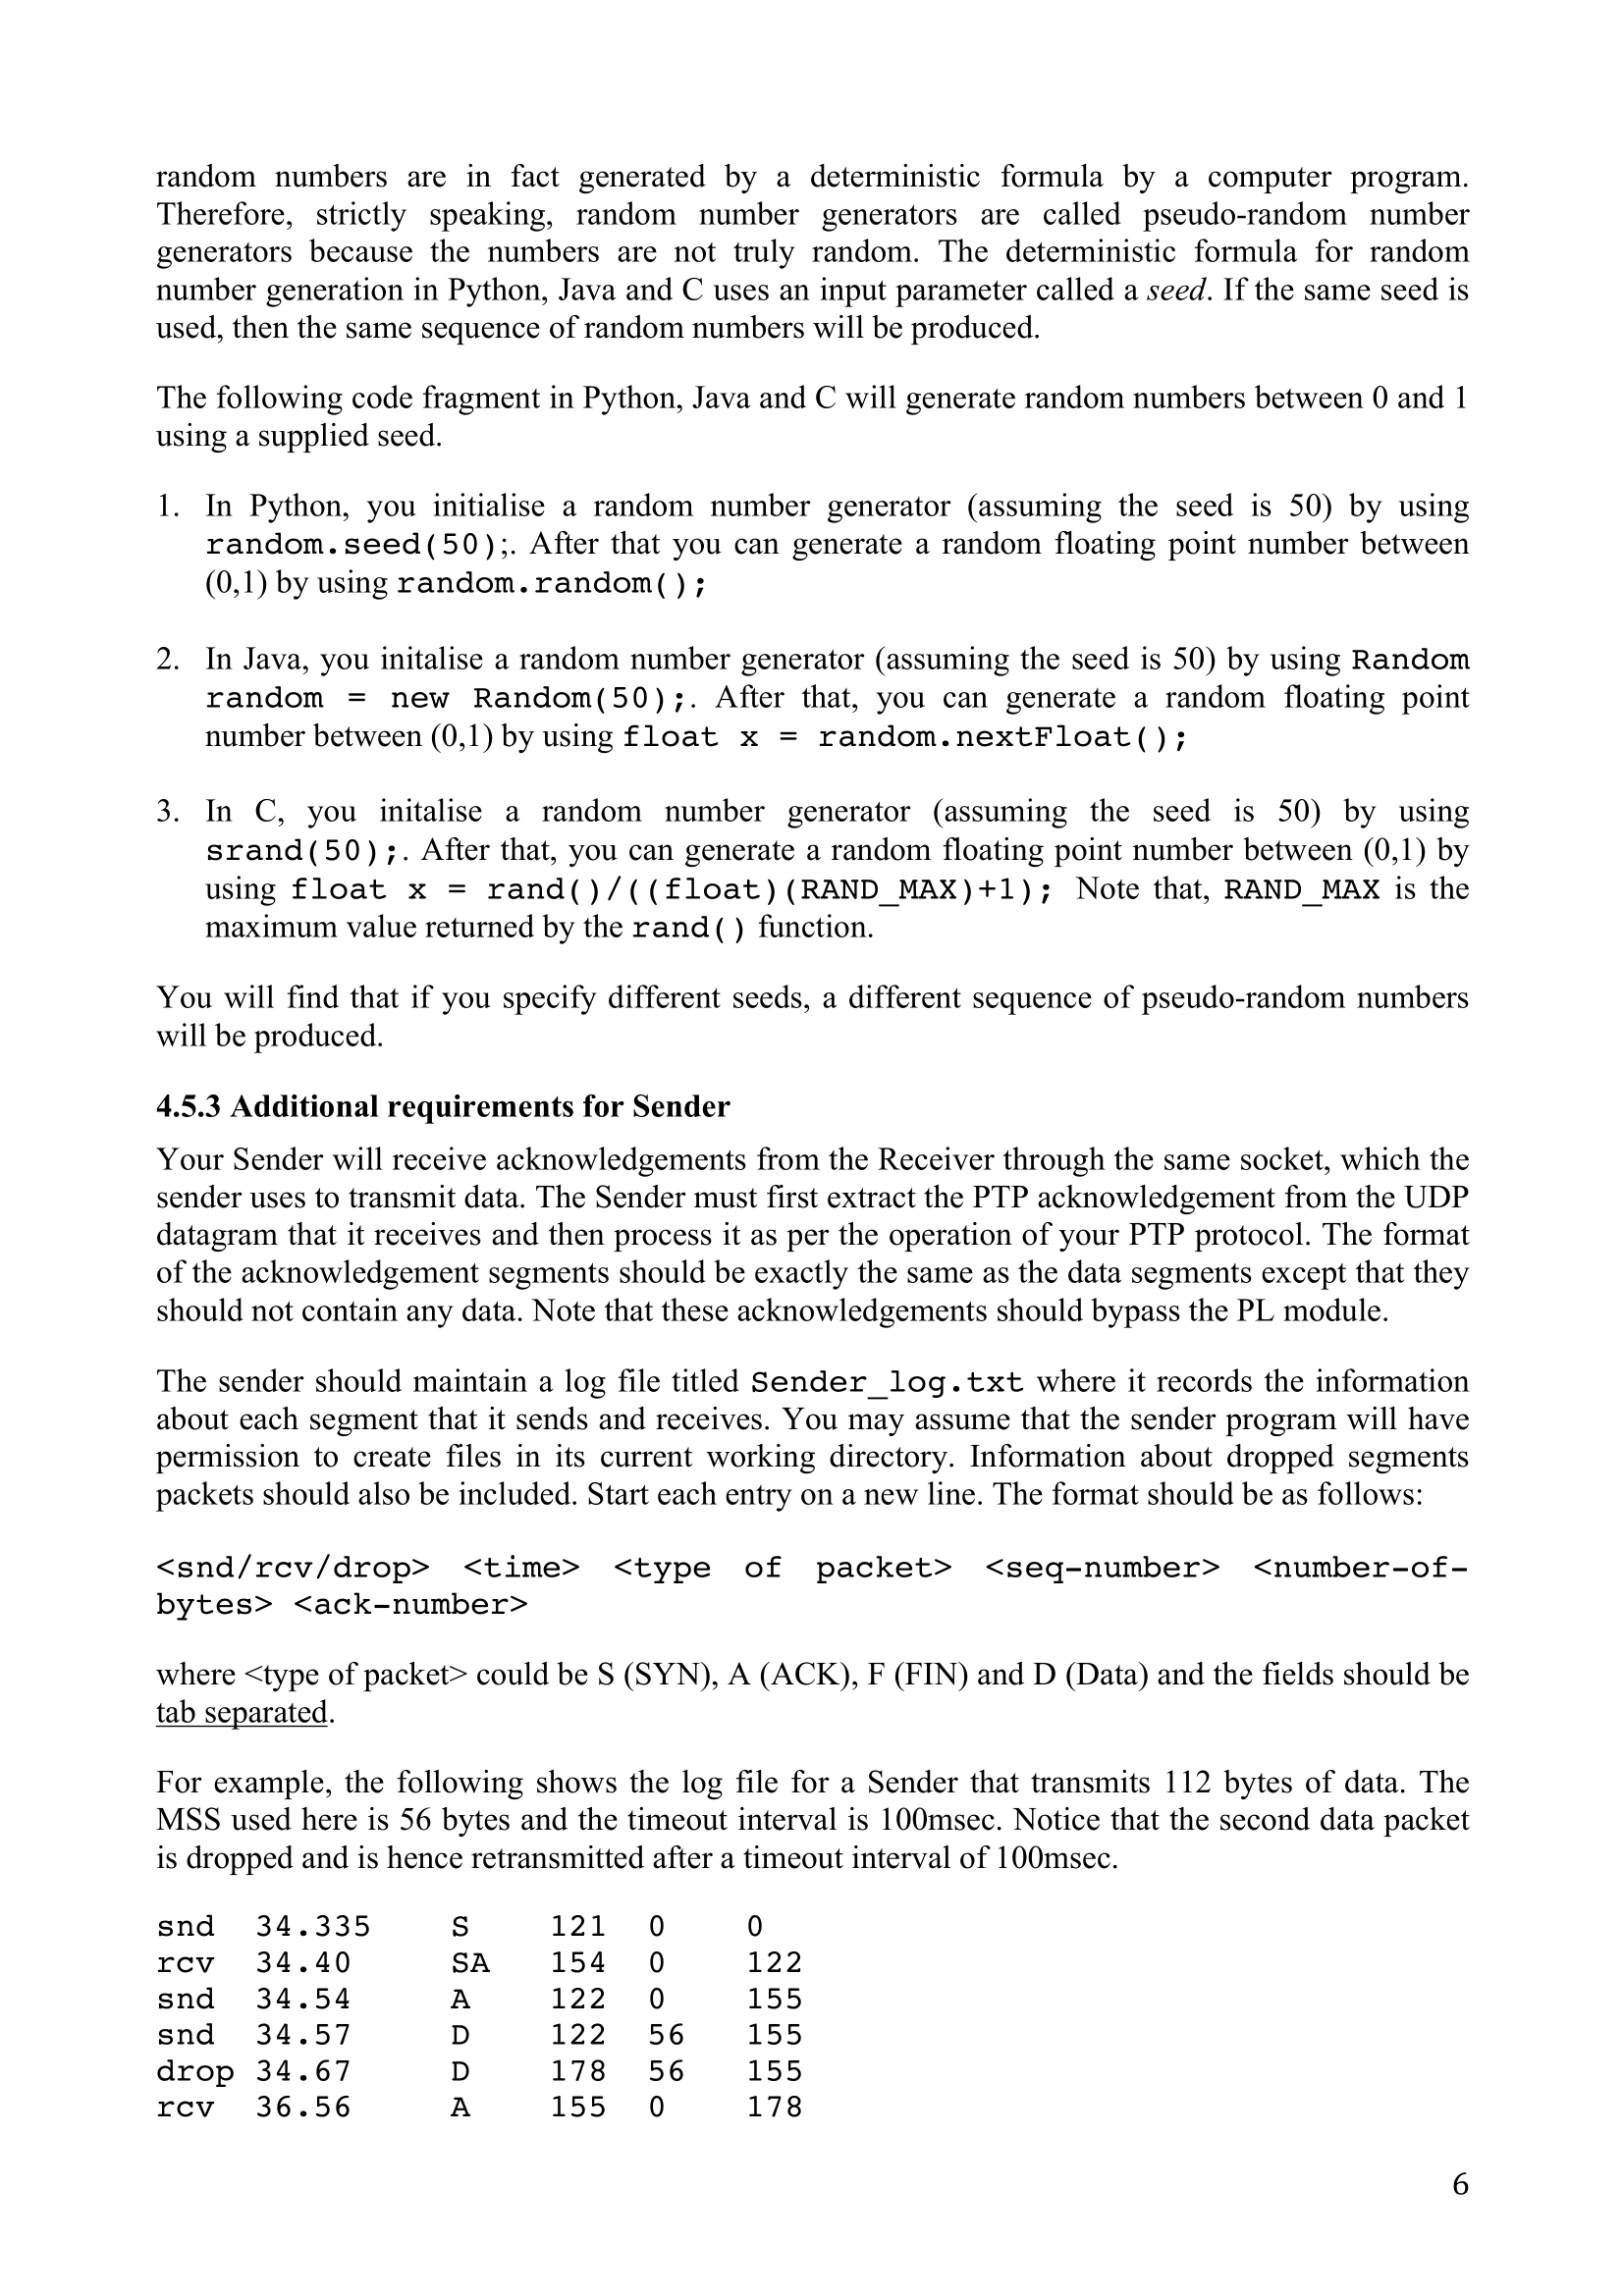 random numbers are in fact generated by a deterministic formula by a computer program.
Therefore, strictly speaking, random number generators are called pseudo-random number
generators because the numbers are not truly random. The deterministic formula for random
number generation in Python, Java and C uses an input parameter called a seed. If the same seed is
used, then the same sequence of random numbers will be produced.
The following code fragment in Python, Java and C will generate random numbers between 0 and 1
using a supplied seed.
1. In Python, you initialise a random number generator (assuming the seed is 50) by using
random.seed(50);. After that you can generate a random floating point number between
(0,1) by using random.random();
2. In Java, you initalise a random number generator (assuming the seed is 50) by using Random
random = new Random(50);. After that, you can generate a random floating point
number between (0,1) by using float x = random.nextFloat();
3. In C, you initalise a random number generator (assuming the seed is 50) by using
srand(50);. After that, you can generate a random floating point number between (0,1) by
using float x = rand()/((float)(RAND_MAX)+1); Note that, RAND_MAX is the
maximum value returned by the rand() function.
You will find that if you specify different seeds, a different sequence of pseudo-random numbers
will be produced.
4.5.3 Additional requirements for Sender
Your Sender will receive acknowledgements from the Receiver through the same socket, which the
sender uses to transmit data. The Sender must first extract the PTP acknowledgement from the UDP
datagram that it receives and then process it as per the operation of your PTP protocol. The format
of the acknowledgement segments should be exactly the same as the data segments except that they
should not contain any data. Note that these acknowledgements should bypass the PL module.
The sender should maintain a log file titled Sender_log.txt where it records the information
about each segment that it sends and receives. You may assume that the sender program will have
permission to create files in its current working directory. Information about dropped segments
packets should also be included. Start each entry on a new line. The format should be as follows:
<snd/rcv/drop> <time> <type of packet> <seq-number> <number-of-
bytes> <ack-number>
where <type of packet> could be S (SYN), A (ACK), F (FIN) and D (Data) and the fields should be
tab separated.
For example, the following shows the log file for a Sender that transmits 112 bytes of data. The
MSS used here is 56 bytes and the timeout interval is 100msec. Notice that the second data packet
is dropped and is hence retransmitted after a timeout interval of 100msec.
snd 34.335 S 121 0 0
rcv 34.40 SA 154 0 122
snd 34.54 A 122 0 155
snd 34.57 D 122 56 155
drop 34.67 D 178 56 155
rcv 36.56 A 155 0 178
6